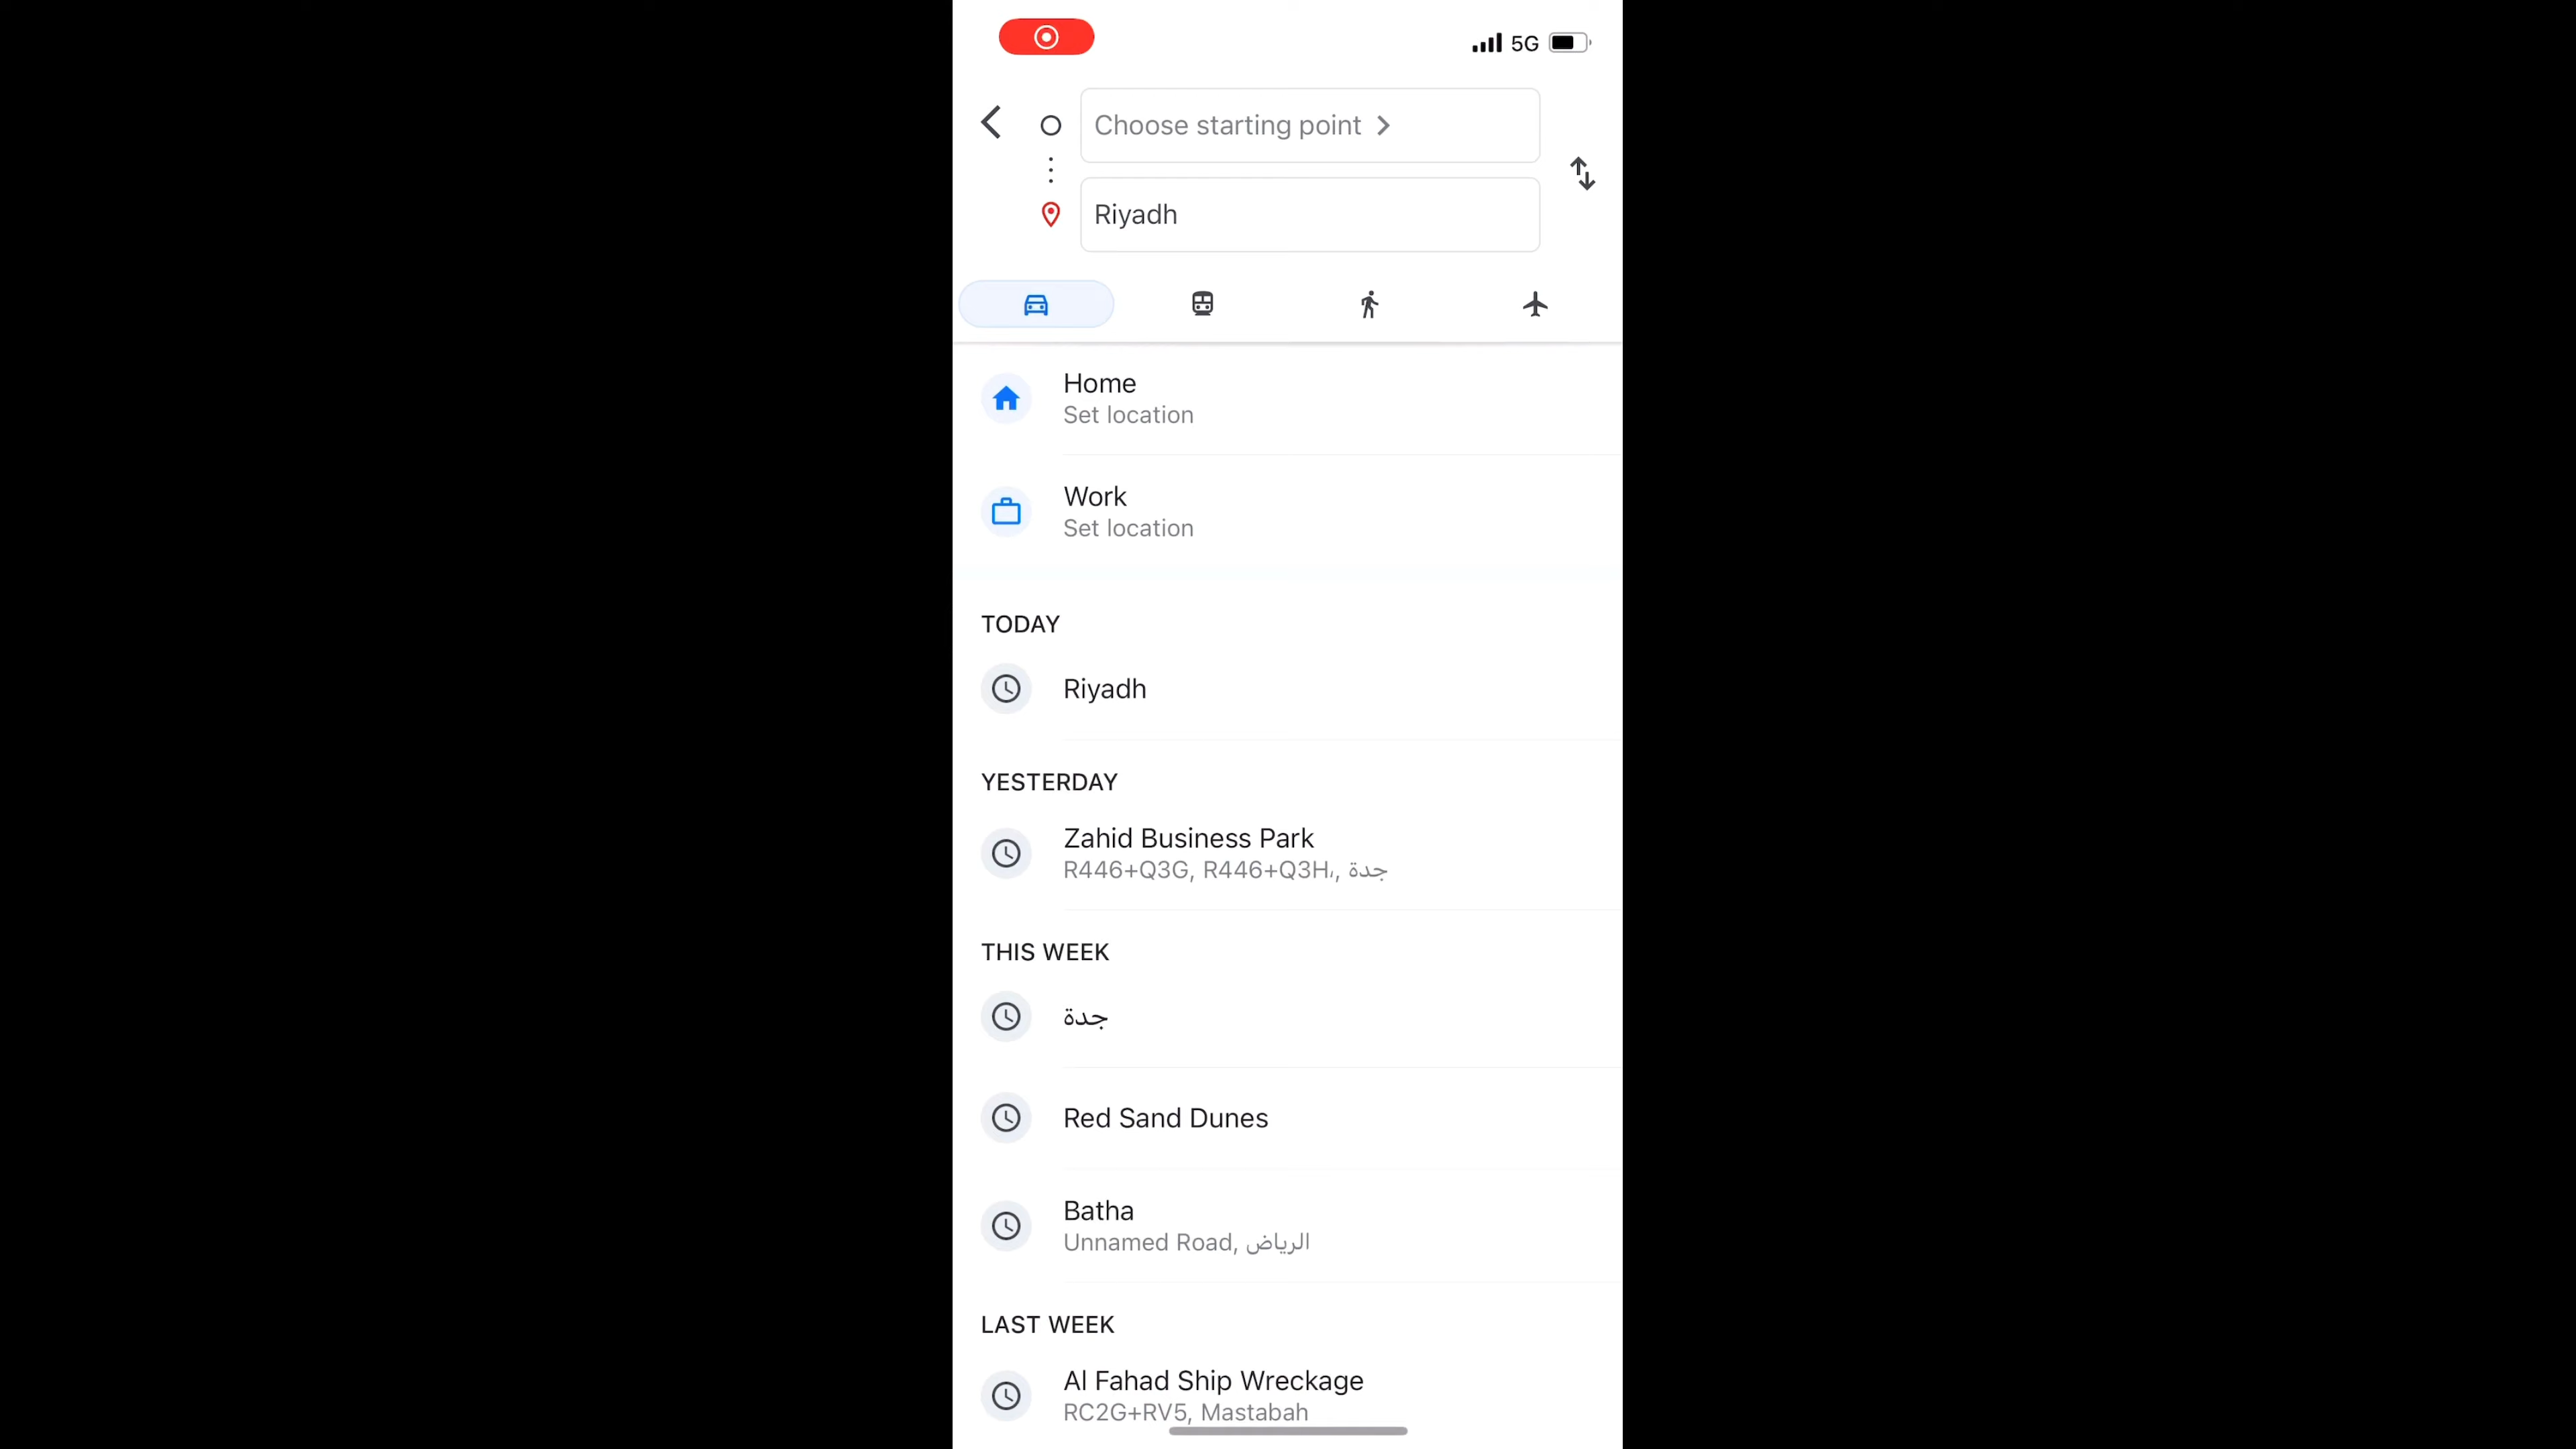 5G
Choose starting point
Riyadh
Home
Set location
Work
Set location
TODAY
Riyadh
YESTERDAY
Zahid Business Park
R446+Q3G, R446+Q3H،, جدة
THIS WEEK
جدة
Red Sand Dunes
Batha
Unnamed Road, الرياض
LAST WEEK
Al Fahad Ship Wreckage
RC2G+RV5, Mastabah